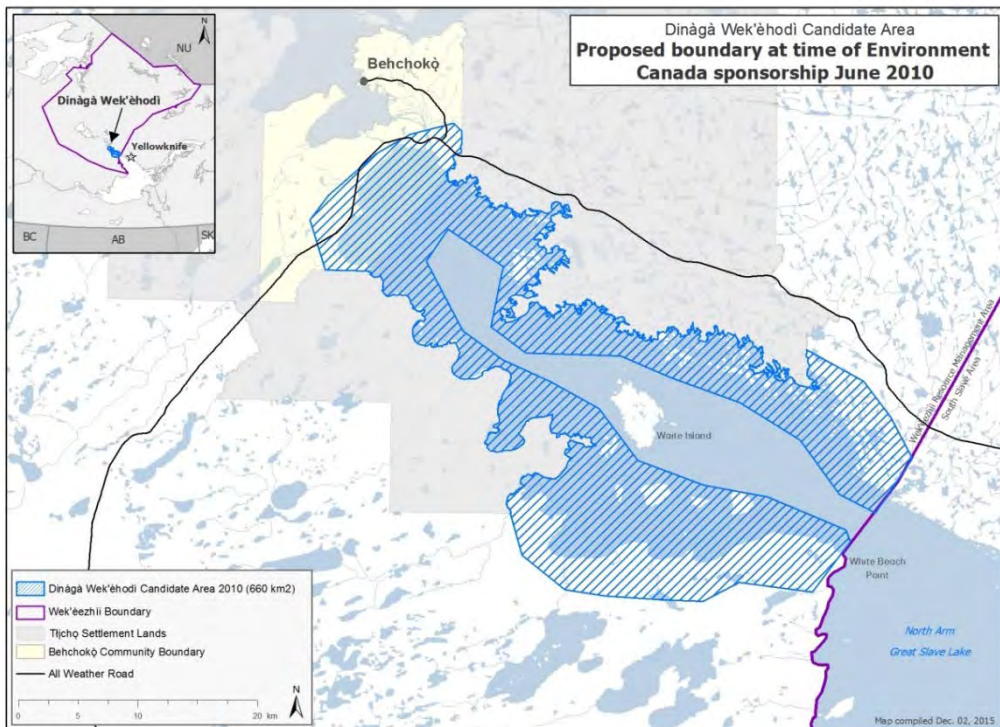 Dinàgà Wek'èhodì Candidate Area
Proposed boundary at time of Environment
Canada sponsorship June 2010
N
NU
Dinàgà Wek'èhodì
Yellowknife
BC
AB
SK
Behchokǫ̀
Wek'èezhìi Resource Management Area
South Slave Area
Waite Island
White Beach
Point
North Arm
Great Slave Lake
Dinàgà Wek'èhodì Candidate Area 2010 (660 km2)
Wek'èezhìi Boundary
Tłı̨chǫ Settlement Lands
Behchokǫ̀ Community Boundary
All Weather Road
N
0 5 10 20 km
Map compiled Dec. 02, 2015